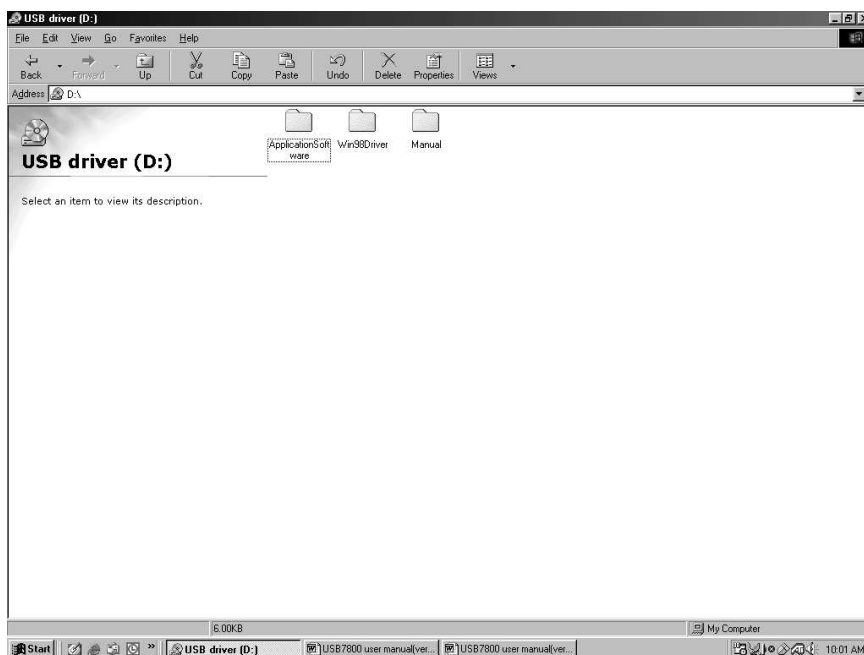 USB driver (D:)
File Edit View Go Favorites Help
Back Forward Up Cut Copy Paste Undo Delete Properties Views
Address D:\
ApplicationSoft
ware
Win98Driver Manual
USB driver (D:)
Select an item to view its description.
6.00KB My Computer
Start » USB driver (D:) USB7800 user manual(ver... USB7800 user manual(ver... 10:01 AM